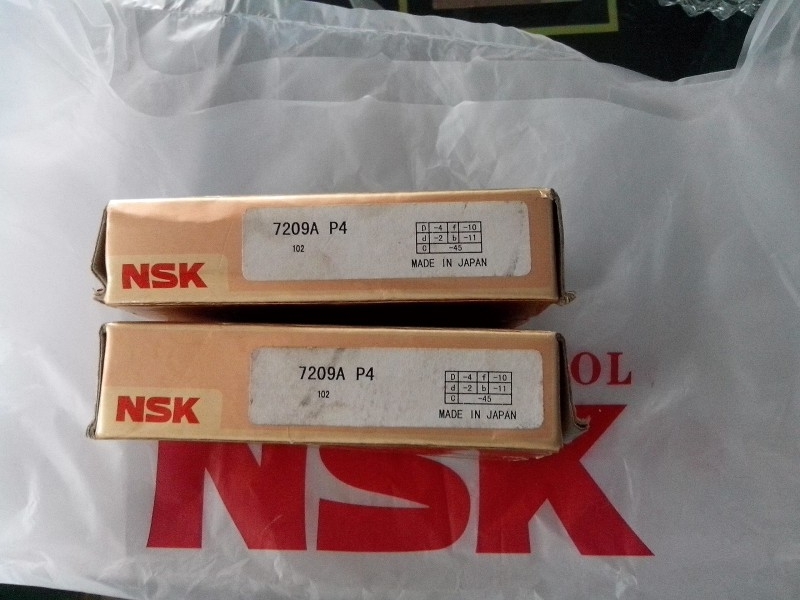 7209A P4
102
D -4 f -10
d -2 b -11
C -45
MADE IN JAPAN
NSK
7209A P4
102
D -4 f -10
d -2 b -11
C -45
MADE IN JAPAN
NSK
OL
NSK